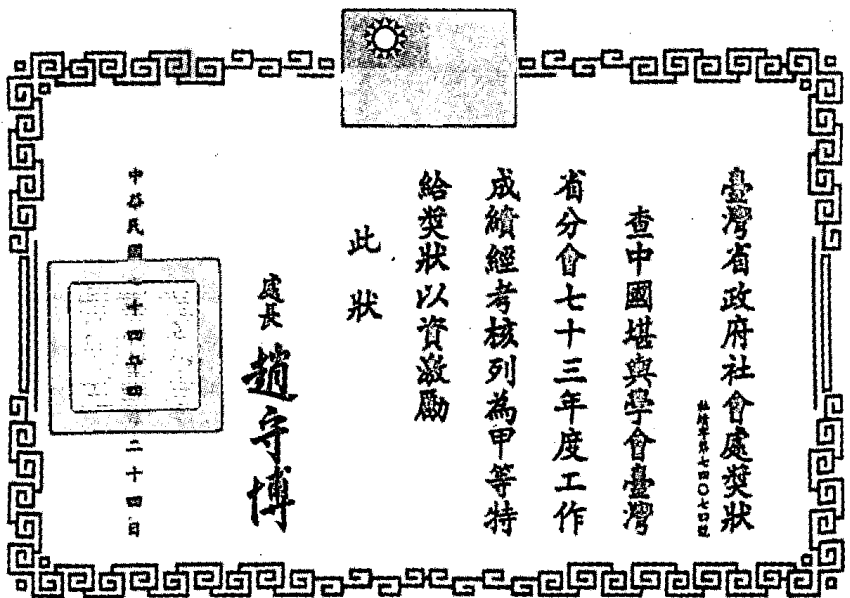 臺灣省政府社會處獎狀
查中國堪輿學會臺灣
省分會七十三年度工作
成績經考核列為甲等特
給獎狀以資激勵
此狀
處長 趙守博
中華民國七十四年四月二十四日